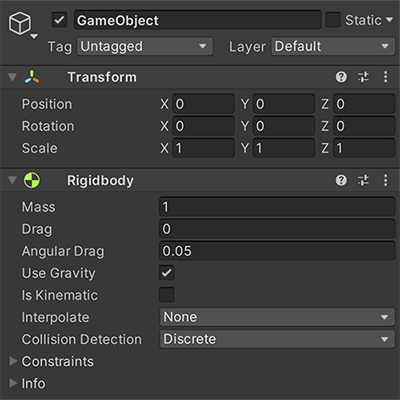 GameObject Static
Tag Untagged Layer Default
Transform
Position X 0 Y 0 Z 0
Rotation X 0 Y 0 Z 0
Scale X 1 Y 1 Z 1
Rigidbody
Mass 1
Drag 0
Angular Drag 0.05
Use Gravity
Is Kinematic
Interpolate None
Collision Detection Discrete
Constraints
Info